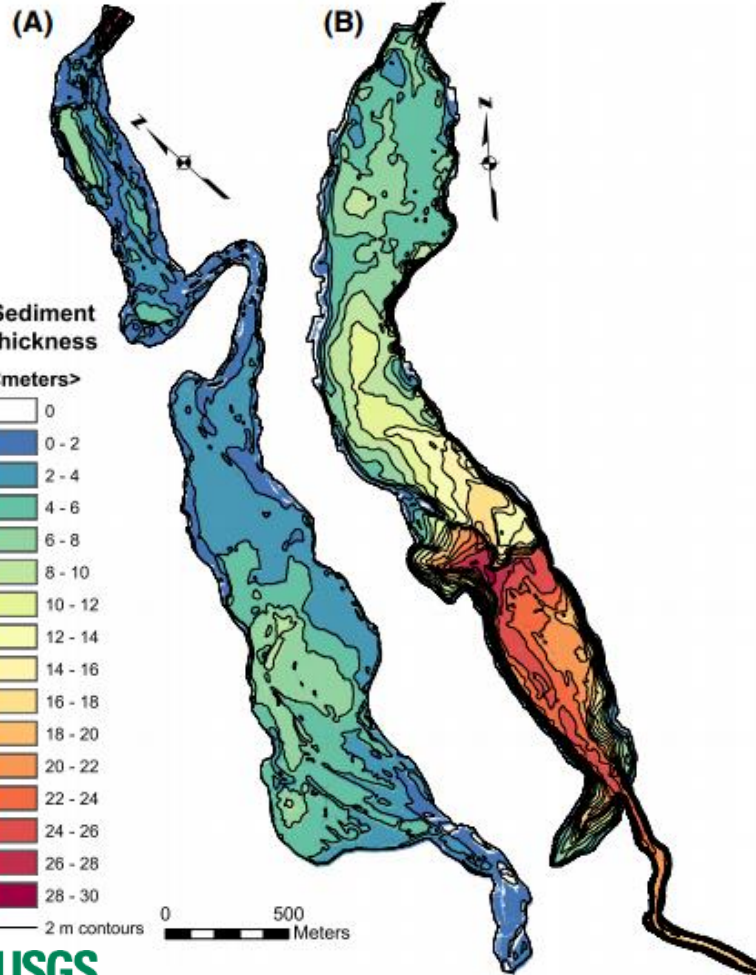 (A)
(B)
N
N
Sediment
hickness
meters>
0
0 - 2
2 - 4
4 - 6
6 - 8
8 - 10
10 - 12
12 - 14
14 - 16
16 - 18
18 - 20
20 - 22
22 - 24
24 - 26
26 - 28
28 - 30
2 m contours
0 500
Meters
USGS